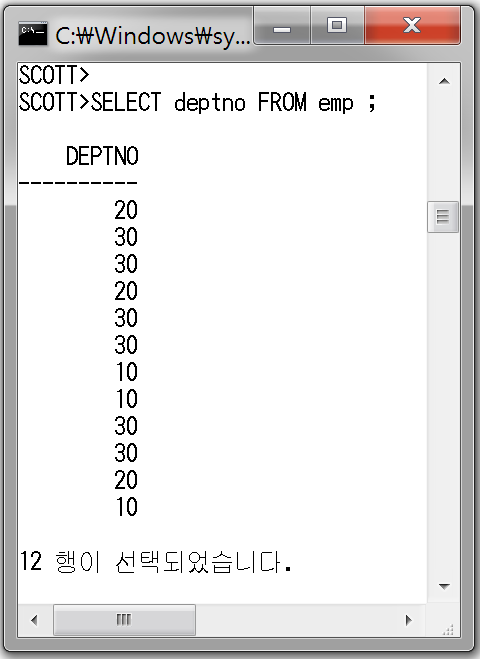 C:₩Windows₩sy...
SCOTT>
SCOTT>SELECT deptno FROM emp ;
DEPTNO
----------
20
30
30
20
30
30
10
10
30
30
20
10
12 행이 선택되었습니다.